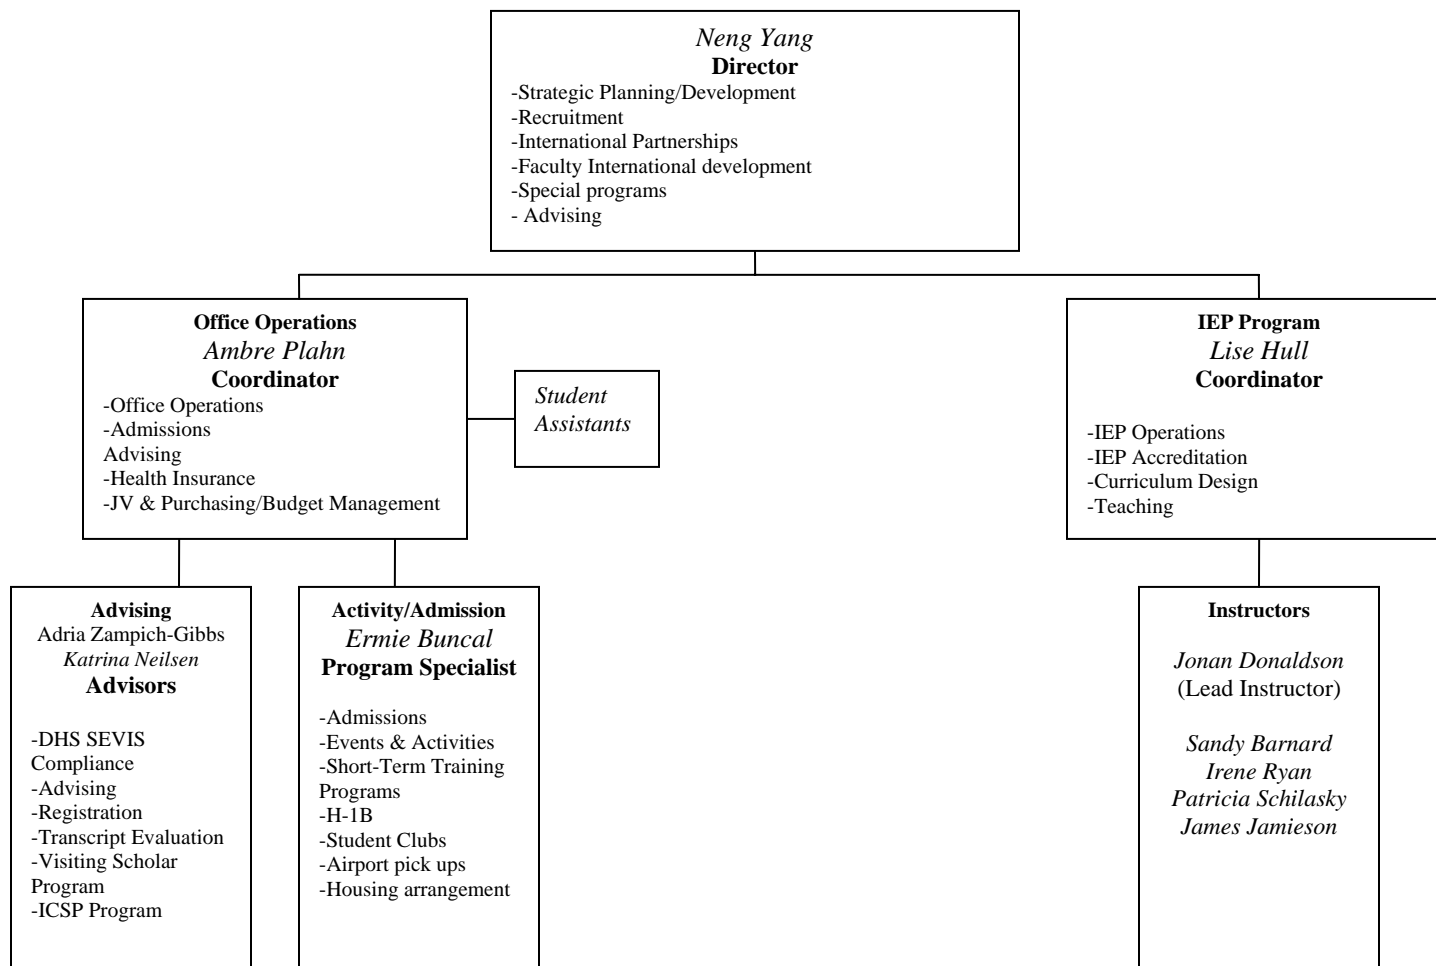 Neng Yang
Director
-Strategic Planning/Development
-Recruitment
-International Partnerships
-Faculty International development
-Special programs
- Advising
Office Operations
Ambre Plahn
Coordinator
-Office Operations
-Admissions
Advising
-Health Insurance
-JV & Purchasing/Budget Management
Student
Assistants
IEP Program
Lise Hull
Coordinator
-IEP Operations
-IEP Accreditation
-Curriculum Design
-Teaching
Advising
Adria Zampich-Gibbs
Katrina Neilsen
Advisors
-DHS SEVIS
Compliance
-Advising
-Registration
-Transcript Evaluation
-Visiting Scholar
Program
-ICSP Program
Activity/Admission
Ermie Buncal
Program Specialist
-Admissions
-Events & Activities
-Short-Term Training
Programs
-H-1B
-Student Clubs
-Airport pick ups
-Housing arrangement
Instructors
Jonan Donaldson
(Lead Instructor)
Sandy Barnard
Irene Ryan
Patricia Schilasky
James Jamieson